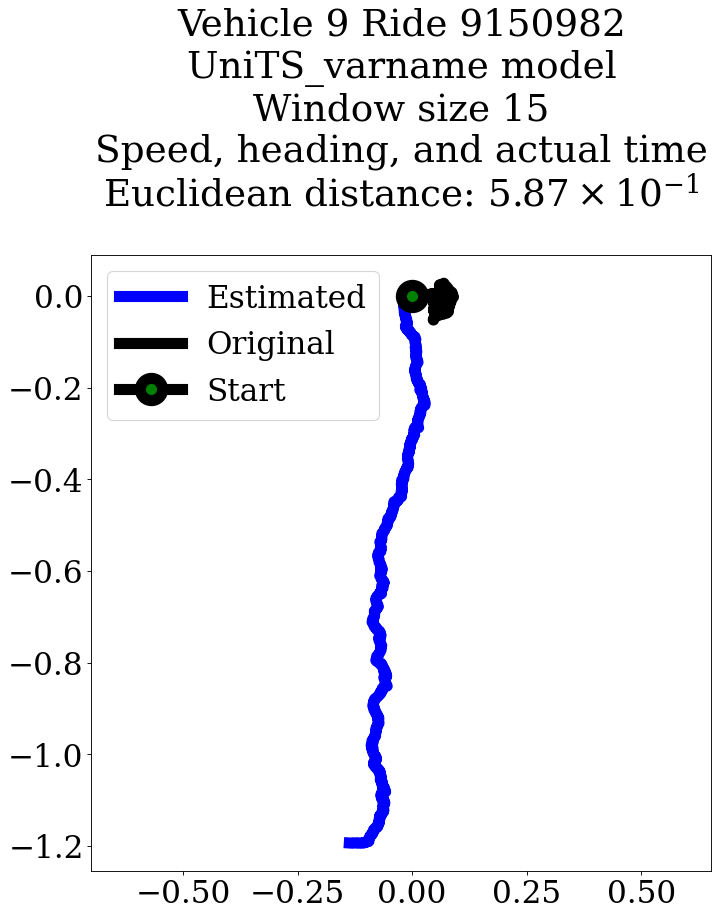 Vehicle 9 Ride 9150982
UniTS_varname model
Window size 15
Speed, heading, and actual time
Euclidean distance: 5.87 × 10⁻¹
Estimated
Original
Start
0.0
−0.2
−0.4
−0.6
−0.8
−1.0
−1.2
−0.50 −0.25 0.00 0.25 0.50